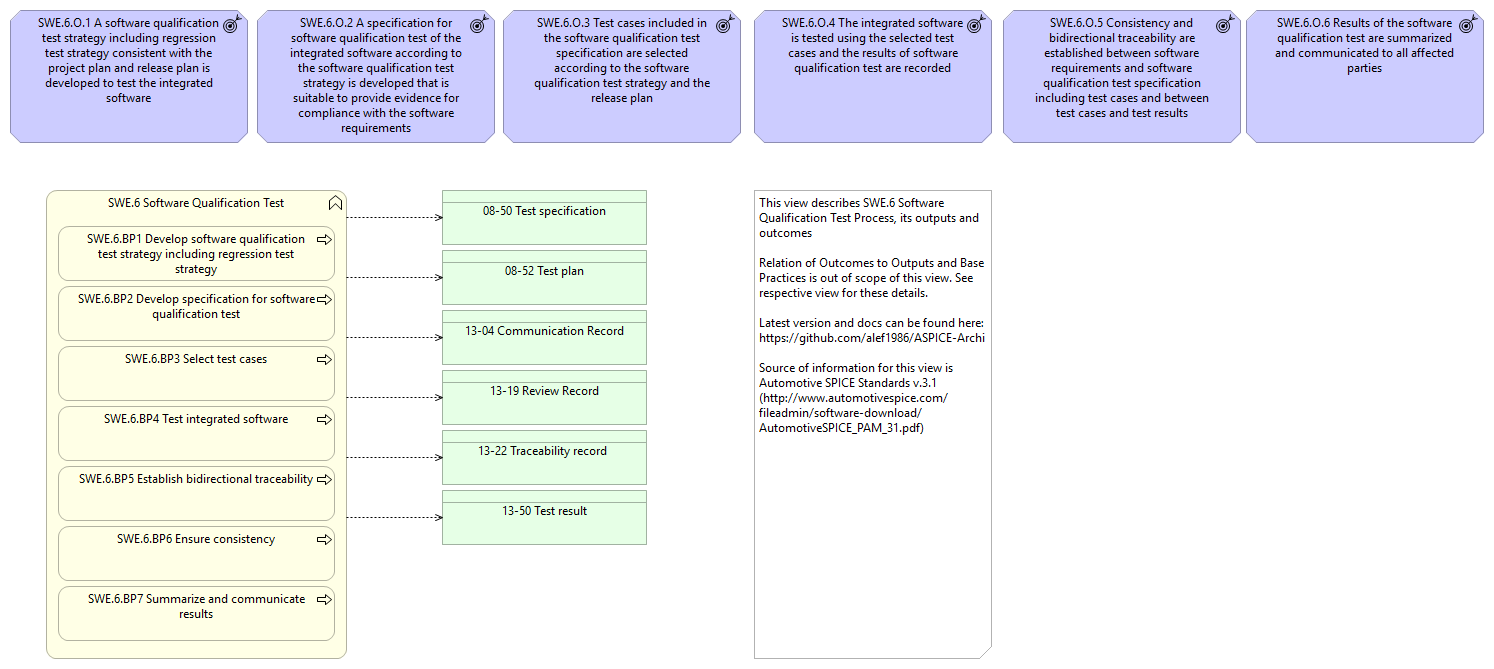 SWE.6.O.1 A software qualification
test strategy including regression
test strategy consistent with the
project plan and release plan is
developed to test the integrated
software
SWE.6.O.2 A specification for
software qualification test of the
integrated software according to
the software qualification test
strategy is developed that is
suitable to provide evidence for
compliance with the software
requirements
SWE.6.O.3 Test cases included in
the software qualification test
specification are selected
according to the software
qualification test strategy and the
release plan
SWE.6.O.4 The integrated software
is tested using the selected test
cases and the results of software
qualification test are recorded
SWE.6.O.5 Consistency and
bidirectional traceability are
established between software
requirements and software
qualification test specification
including test cases and between
test cases and test results
SWE.6.O.6 Results of the software
qualification test are summarized
and communicated to all affected
parties
SWE.6 Software Qualification Test
SWE.6.BP1 Develop software qualification
test strategy including regression test
strategy
SWE.6.BP2 Develop specification for software
qualification test
SWE.6.BP3 Select test cases
SWE.6.BP4 Test integrated software
SWE.6.BP5 Establish bidirectional traceability
SWE.6.BP6 Ensure consistency
SWE.6.BP7 Summarize and communicate
results
08-50 Test specification
08-52 Test plan
13-04 Communication Record
13-19 Review Record
13-22 Traceability record
13-50 Test result
This view describes SWE.6 Software
Qualification Test Process, its outputs and
outcomes
Relation of Outcomes to Outputs and Base
Practices is out of scope of this view. See
respective view for these details.
Latest version and docs can be found here:
https://github.com/alef1986/ASPICE-Archi
Source of information for this view is
Automotive SPICE Standards v.3.1
(http://www.automotivespice.com/
fileadmin/software-download/
AutomotiveSPICE_PAM_31.pdf)